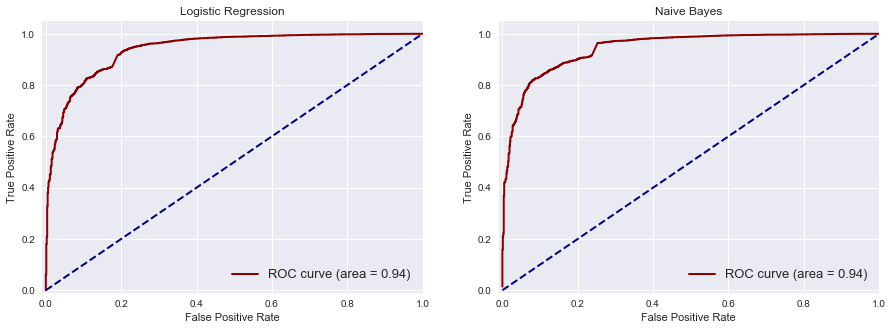 Logistic Regression
True Positive Rate
1.0
0.8
0.6
0.4
0.2
0.0
ROC curve (area = 0.94)
0.0 0.2 0.4 0.6 0.8 1.0
False Positive Rate
Naive Bayes
True Positive Rate
1.0
0.8
0.6
0.4
0.2
0.0
ROC curve (area = 0.94)
0.0 0.2 0.4 0.6 0.8 1.0
False Positive Rate